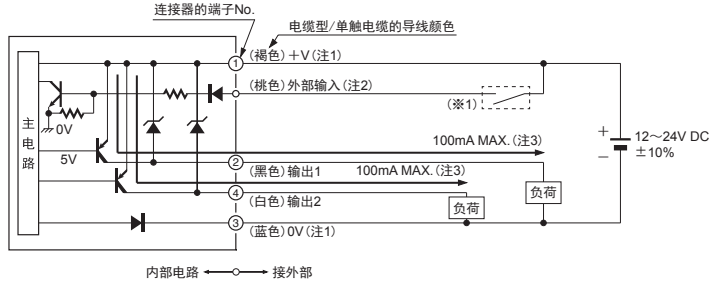 连接器的端子No.
电缆型/单触电缆的导线颜色
1
(褐色)＋V(注1)
(桃色)外部输入(注2)
(※1)
主电路
0V
5V
100mA MAX.(注3)
＋
－
12～24V DC
±10%
2
(黑色)输出1
100mA MAX.(注3)
负荷
4
(白色)输出2
负荷
3
(蓝色)0V(注1)
内部电路
接外部